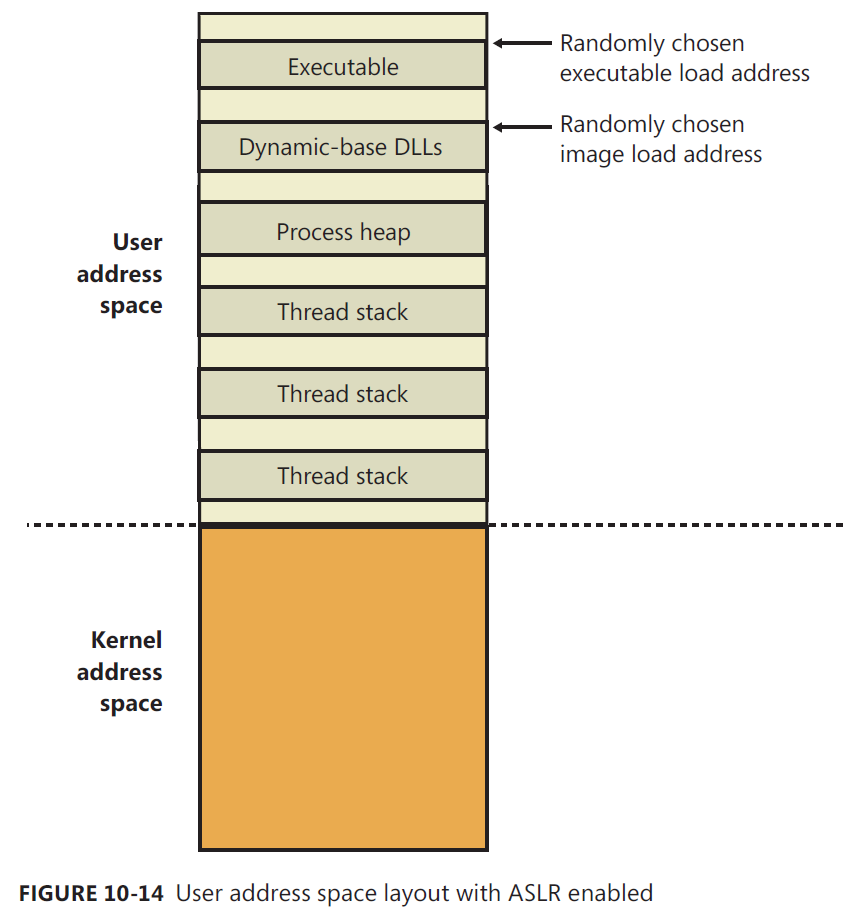 Randomly chosen
executable load address
Executable
Randomly chosen
image load address
Dynamic-base DLLs
Process heap
User
address
space
Thread stack
Thread stack
Thread stack
Kernel
address
space
FIGURE 10-14 User address space layout with ASLR enabled